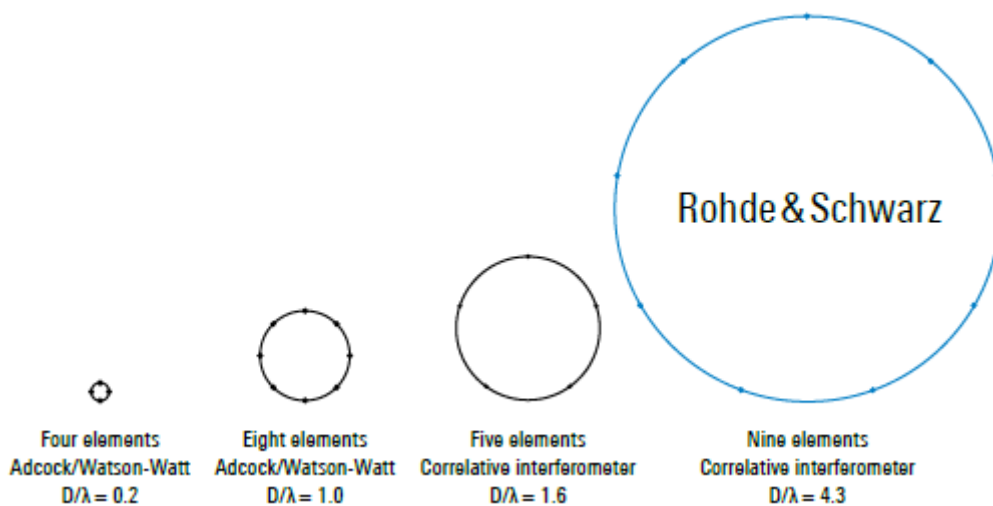 Rohde & Schwarz
Four elements
Adcock/Watson-Watt
D/λ = 0.2
Eight elements
Adcock/Watson-Watt
D/λ = 1.0
Five elements
Correlative interferometer
D/λ = 1.6
Nine elements
Correlative interferometer
D/λ = 4.3